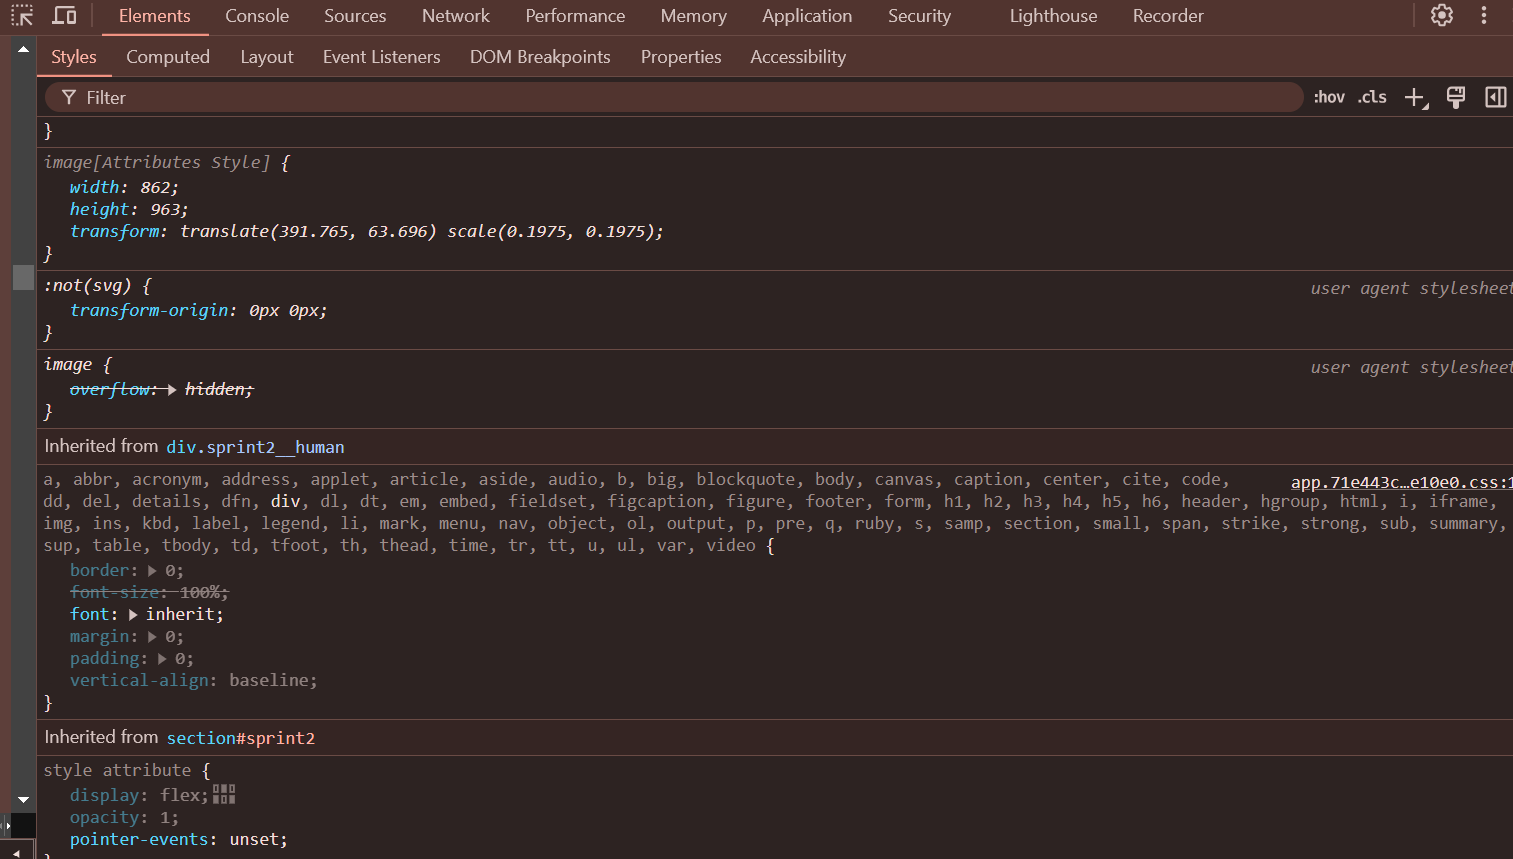 Elements Console Sources Network Performance Memory Application Security Lighthouse Recorder
Styles Computed Layout Event Listeners DOM Breakpoints Properties Accessibility
Filter :hov .cls
}
image[Attributes Style] {
width: 862;
height: 963;
transform: translate(391.765, 63.696) scale(0.1975, 0.1975);
}
:not(svg) { user agent stylesheet
transform-origin: 0px 0px;
}
image { user agent stylesheet
overflow: hidden;
}
Inherited from div.sprint2__human
a, abbr, acronym, address, applet, article, aside, audio, b, big, blockquote, body, canvas, caption, center, cite, code, app.71e443c…e10e0.css:1
dd, del, details, dfn, div, dl, dt, em, embed, fieldset, figcaption, figure, footer, form, h1, h2, h3, h4, h5, h6, header, hgroup, html, i, iframe,
img, ins, kbd, label, legend, li, mark, menu, nav, object, ol, output, p, pre, q, ruby, s, samp, section, small, span, strike, strong, sub, summary,
sup, table, tbody, td, tfoot, th, thead, time, tr, tt, u, ul, var, video {
border: 0;
font-size: 100%;
font: inherit;
margin: 0;
padding: 0;
vertical-align: baseline;
}
Inherited from section#sprint2
style attribute {
display: flex;
opacity: 1;
pointer-events: unset;
}